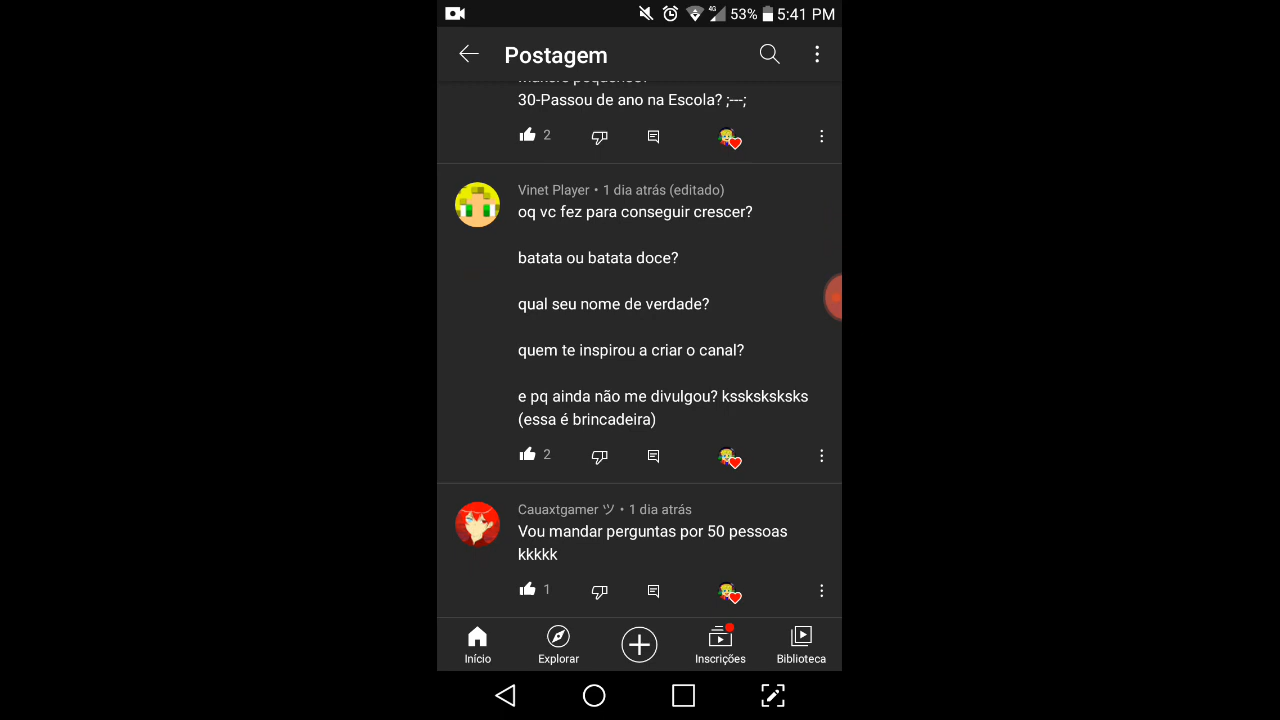 4G 53% 5:41 PM
Postagem
30-Passou de ano na Escola? ;---;
2
Vinet Player • 1 dia atrás (editado)
oq vc fez para conseguir crescer?
batata ou batata doce?
qual seu nome de verdade?
quem te inspirou a criar o canal?
e pq ainda não me divulgou? ksskskskks
(essa é brincadeira)
2
Cauaxtgamer ツ • 1 dia atrás
Vou mandar perguntas por 50 pessoas
kkkkk
1
Início Explorar Inscrições Biblioteca